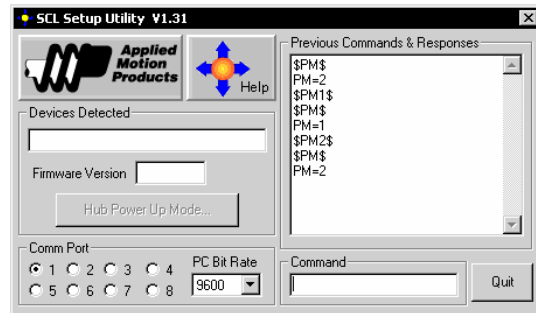 SCL Setup Utility V1.31
Applied
Motion
Products
Help
Devices Detected
Firmware Version
Hub Power Up Mode...
Comm Port
1 2 3 4
5 6 7 8
PC Bit Rate
9600
Previous Commands & Responses
$PM$
PM=2
$PM1$
$PM$
PM=1
$PM2$
$PM$
PM=2
Command
Quit